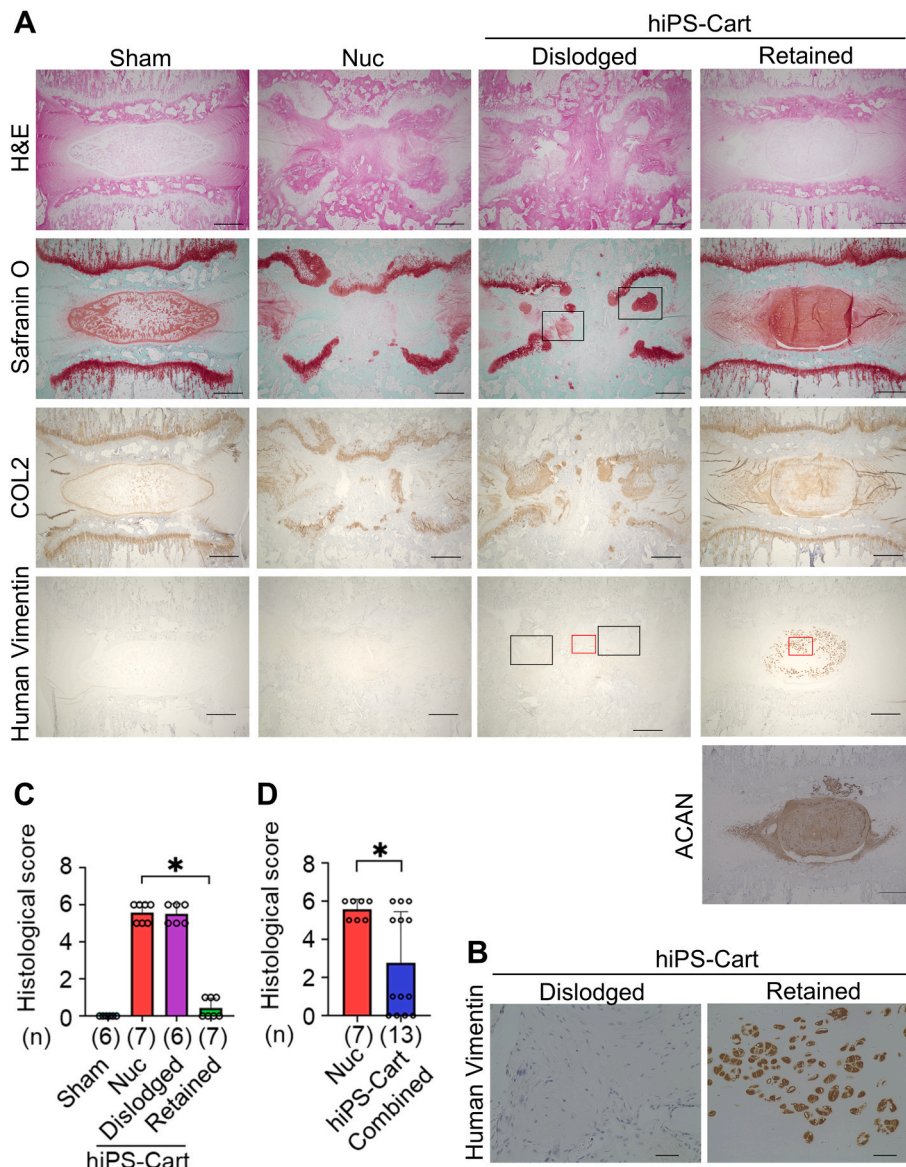 A
hiPS-Cart
Sham
Nuc
Dislodged
Retained
H&E
Safranin O
COL2
Human Vimentin
ACAN
C
Histological score
8
6
4
2
0
*
(n)
(6)
(7)
(6)
(7)
Sham
Nuc
Dislodged
Retained
hiPS-Cart
D
Histological score
8
6
4
2
0
*
(n)
(7)
(13)
Nuc
hiPS-Cart
Combined
B
hiPS-Cart
Dislodged
Retained
Human Vimentin